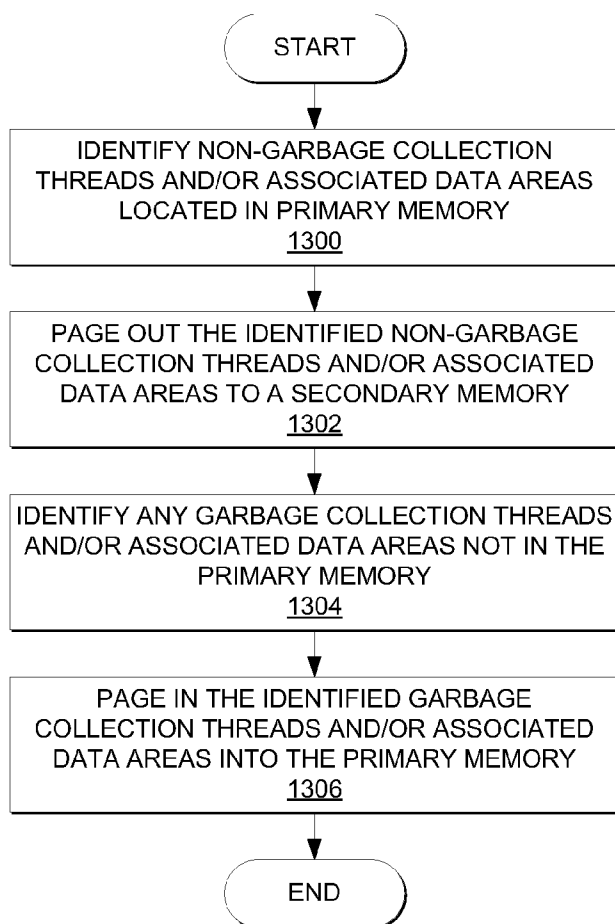 START
IDENTIFY NON-GARBAGE COLLECTION
THREADS AND/OR ASSOCIATED DATA AREAS
LOCATED IN PRIMARY MEMORY
1300
PAGE OUT THE IDENTIFIED NON-GARBAGE
COLLECTION THREADS AND/OR ASSOCIATED
DATA AREAS TO A SECONDARY MEMORY
1302
IDENTIFY ANY GARBAGE COLLECTION THREADS
AND/OR ASSOCIATED DATA AREAS NOT IN THE
PRIMARY MEMORY
1304
PAGE IN THE IDENTIFIED GARBAGE
COLLECTION THREADS AND/OR ASSOCIATED
DATA AREAS INTO THE PRIMARY MEMORY
1306
END